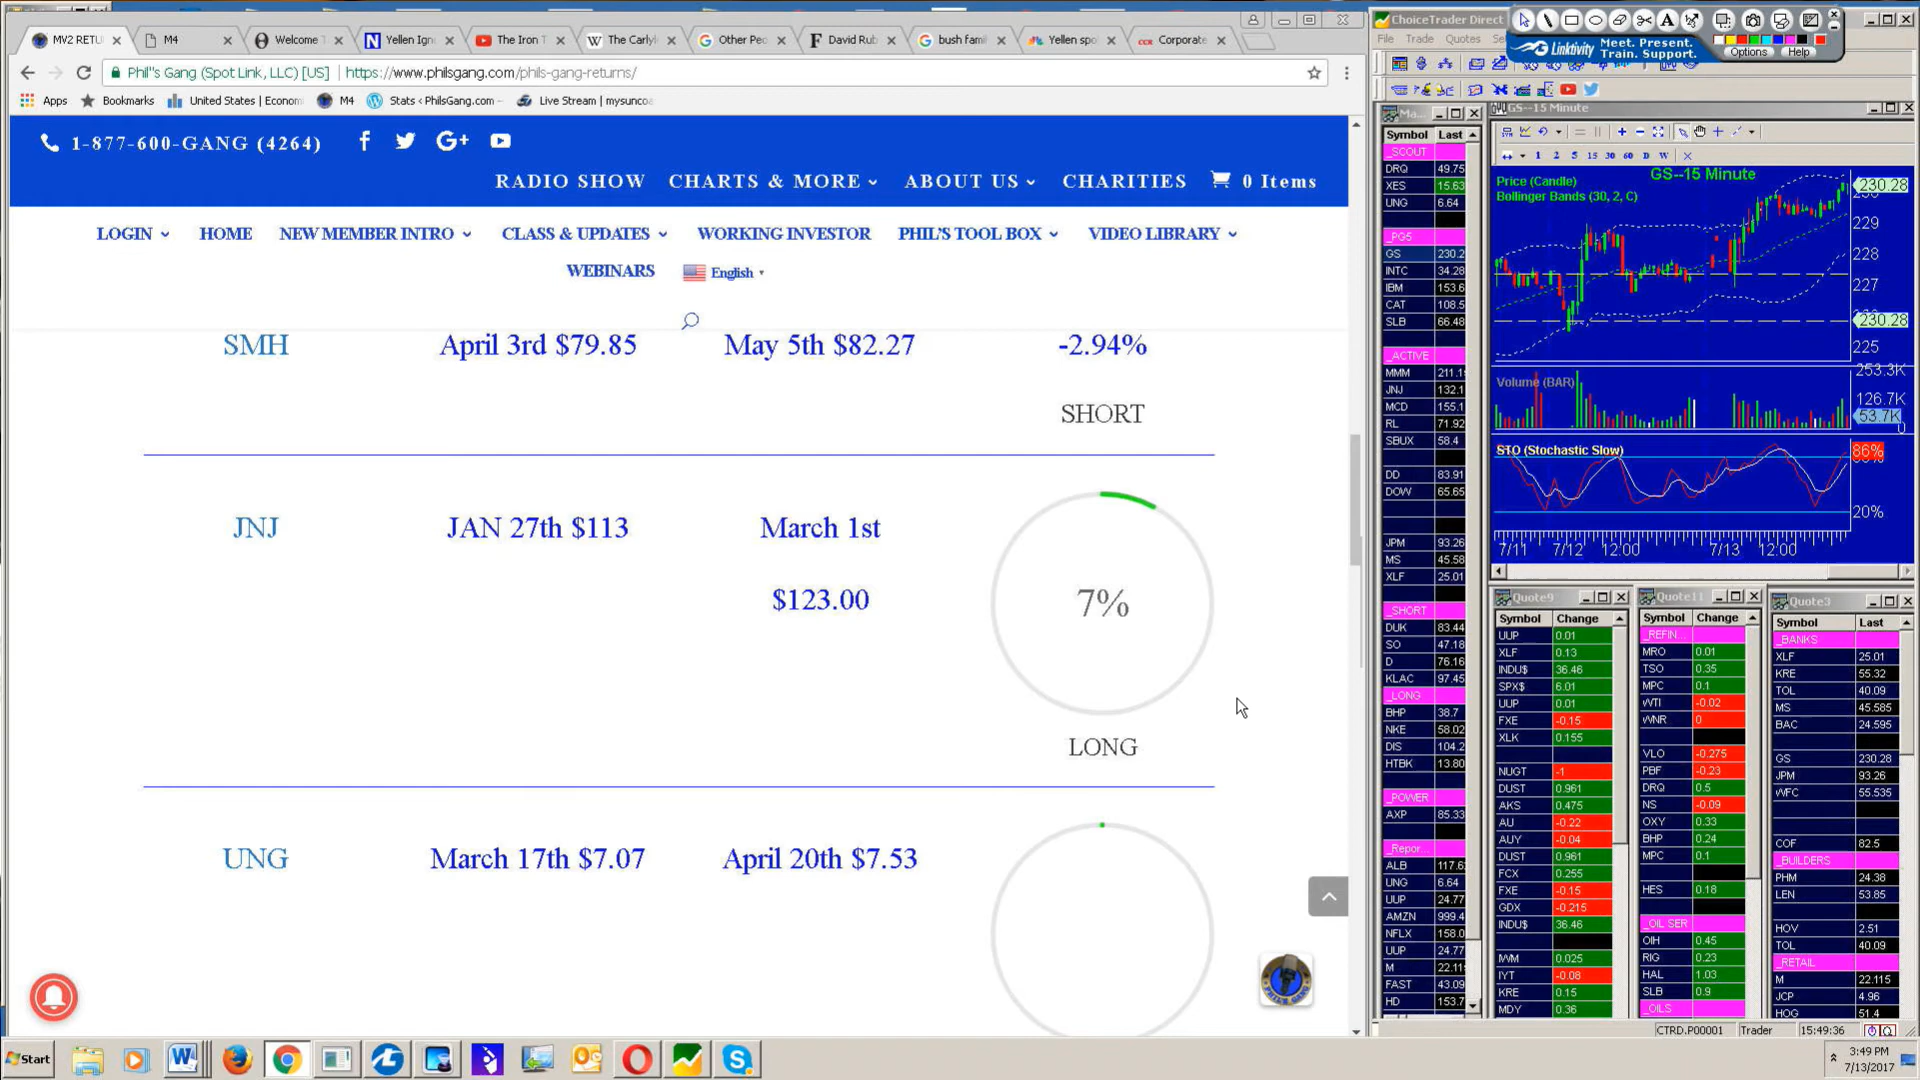 MV2 RETU
M4
Welcome T
Yellen Ign
The Iron T
The Carlyl
Other Peo
David Rub
bush famil
Yellen spo
Corporate
Phil"s Gang (Spot Link, LLC) [US] https://www.philsgang.com/phils-gang-returns/
Apps Bookmarks United States | Econom M4 Stats ‹ PhilsGang.com - Live Stream | mysuncoa
1-877-600-GANG (4264)
RADIO SHOW CHARTS & MORE ABOUT US CHARITIES 0 Items
LOGIN HOME NEW MEMBER INTRO CLASS & UPDATES WORKING INVESTOR PHIL'S TOOL BOX VIDEO LIBRARY
WEBINARS English
SMH April 3rd $79.85 May 5th $82.27 -2.94%
SHORT
JNJ JAN 27th $113 March 1st
$123.00
7%
LONG
UNG March 17th $7.07 April 20th $7.53
ChoiceTrader Direct
File Trade Quotes
Linktivity Meet. Present. Train. Support.
Options Help
Symbol Last
_SCOUT
DRQ 49.75
XES 15.63
UNG 6.64
_PG5
GS 230.2
INTC 34.28
IBM 153.6
CAT 108.5
SLB 66.48
_ACTIVE
MMM 211.1
JNJ 132.1
MCD 155.1
RL 71.92
SBUX 58.4
DD 83.91
DOW 65.65
JPM 93.26
MS 45.58
XLF 25.01
_SHORT
DUK 83.44
SO 47.18
D 76.16
KLAC 97.45
_LONG
BHP 38.7
NKE 58.02
DIS 104.2
HTBK 13.80
_POWER
AXP 85.33
_Repor...
ALB 117.6
UNG 6.64
UUP 24.77
AMZN 999.4
NFLX 158.0
UUP 24.77
M 22.11
FAST 43.09
HD 153.7
GS--15 Minute
1 2 5 15 30 60 D W
GS--15 Minute
Price (Candle)
Bollinger Bands (30, 2, C)
230.28
229
228
227
230.28
225
Volume (BAR)
253.3K
126.7K
53.7K
STO (Stochastic Slow)
86%
20%
7/11 7/12 12:00 7/13 12:00
Quote9
Symbol Change
UUP 0.01
XLF 0.13
INDU$ 36.46
SPX$ 6.01
UUP 0.01
FXE -0.15
XLK 0.155
NUGT -1
DUST 0.961
AKS 0.475
AU -0.22
AUY -0.04
DUST 0.961
FCX 0.255
FXE -0.15
GDX -0.215
INDU$ 36.46
IWM 0.025
IYT -0.08
KRE 0.15
MDY 0.36
Quote11
Symbol Change
_REFIN...
MRO 0.01
TSO 0.35
MPC 0.1
WTI -0.02
WNR 0
VLO -0.275
PBF -0.23
DRQ 0.5
NS -0.09
OXY 0.33
BHP 0.24
MPC 0.1
HES 0.18
_OIL SER
OIH 0.45
RIG 0.23
HAL 1.03
SLB 0.9
_OILS
Quote3
Symbol Last
_BANKS
XLF 25.01
KRE 55.32
TOL 40.09
MS 45.585
BAC 24.595
GS 230.28
JPM 93.26
WFC 55.535
COF 82.5
_BUILDERS
PHM 24.38
LEN 53.85
HOV 2.51
TOL 40.09
_RETAIL
M 22.115
JCP 4.96
HOG 51.4
CTRD.P00001 Trader 15:49:36
Start
3:49 PM
7/13/2017